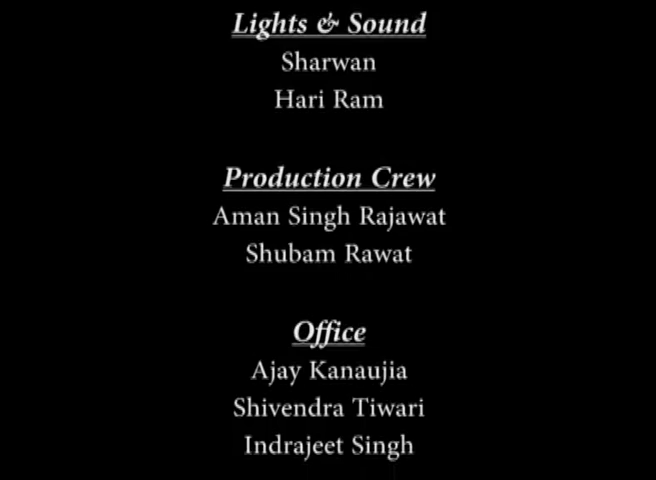 Lights & Sound
Sharwan
Hari Ram
Production Crew
Aman Singh Rajawat
Shubam Rawat
Office
Ajay Kanaujia
Shivendra Tiwari
Indrajeet Singh